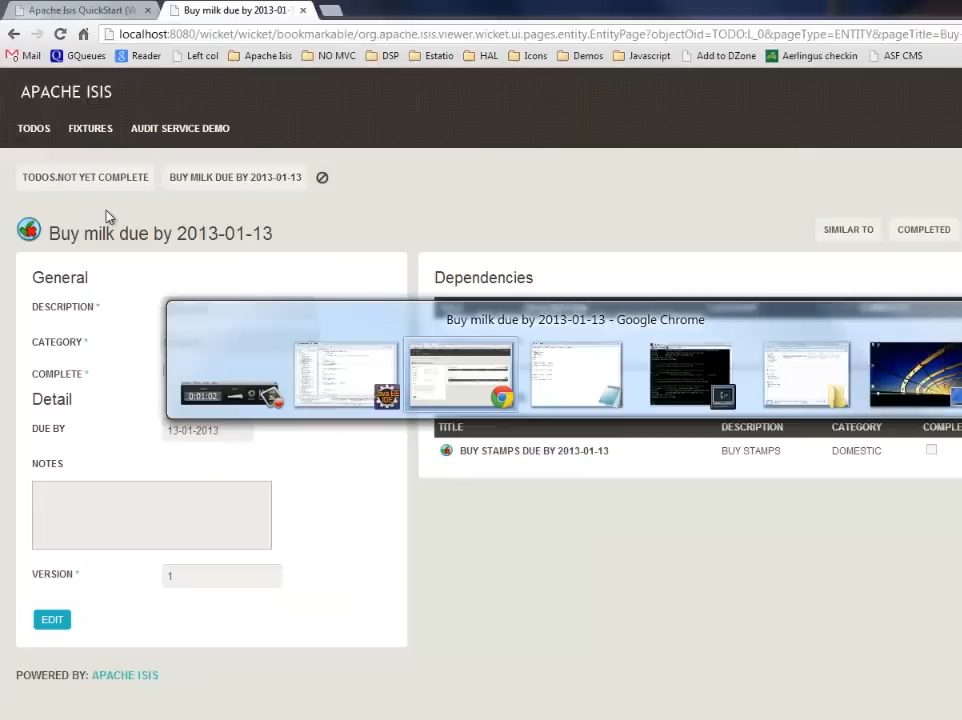 Apache Isis QuickStart (W
Buy milk due by 2013-01-
localhost:8080/wicket/wicket/bookmarkable/org.apache.isis.viewer.wicket.ui.pages.entity.EntityPage?objectOid=TODO:L_0&pageType=ENTITY&pageTitle=Buy
Mail GQueues Reader Left col Apache Isis NO MVC DSP Estatio HAL Icons Demos Javascript Add to DZone Aerlingus checkin ASF CMS
APACHE ISIS
TODOS FIXTURES AUDIT SERVICE DEMO
TODOS.NOT YET COMPLETE BUY MILK DUE BY 2013-01-13
Buy milk due by 2013-01-13
SIMILAR TO COMPLETED
General
Dependencies
DESCRIPTION *
Buy milk due by 2013-01-13 - Google Chrome
CATEGORY *
COMPLETE *
0:01:02
Detail
DUE BY
13-01-2013
TITLE DESCRIPTION CATEGORY COMPLE
BUY STAMPS DUE BY 2013-01-13 BUY STAMPS DOMESTIC
NOTES
VERSION *
1
EDIT
POWERED BY: APACHE ISIS